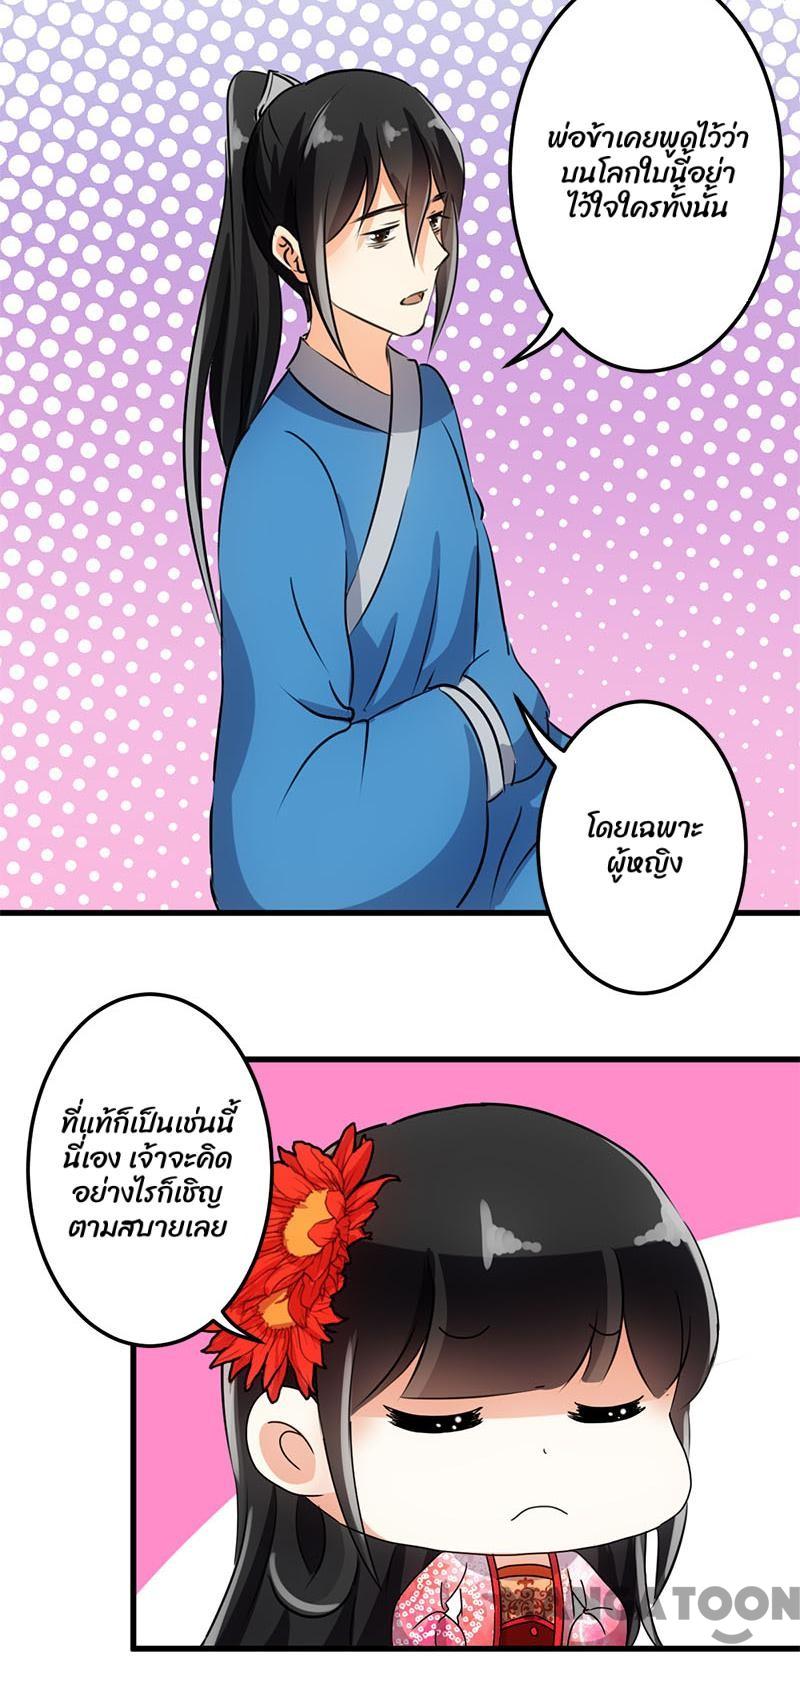 พ่อข้าเคยพูดไว้ว่า
บนโลกใบนี้อย่า
ไว้ใจใครทั้งนั้น
โดยเฉพาะ
ผู้หญิง
ที่แท้ก็เป็นเช่นนี้
นี่เอง เจ้าจะคิด
อย่างไรก็เชิญ
ตามสบายเลย
MANGATOON